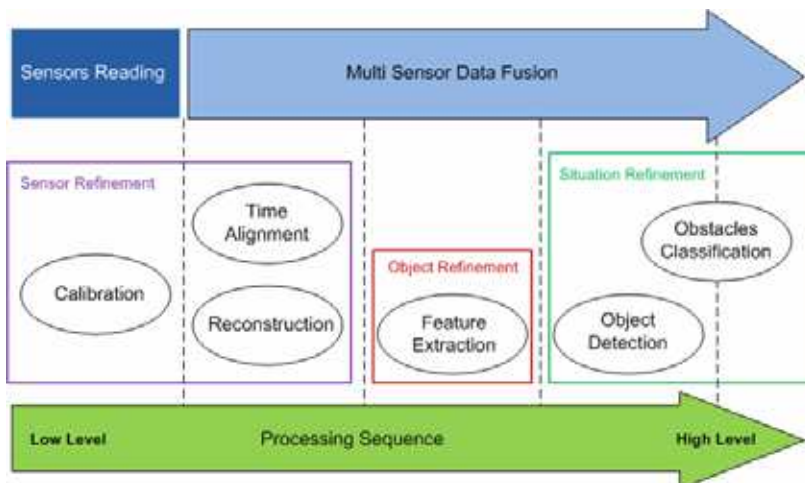 Sensors Reading
Multi Sensor Data Fusion
Sensor Refinement
Time
Alignment
Calibration
Reconstruction
Object Refinement
Feature
Extraction
Situation Refinement
Obstacles
Classification
Object
Detection
Low Level
Processing Sequence
High Level